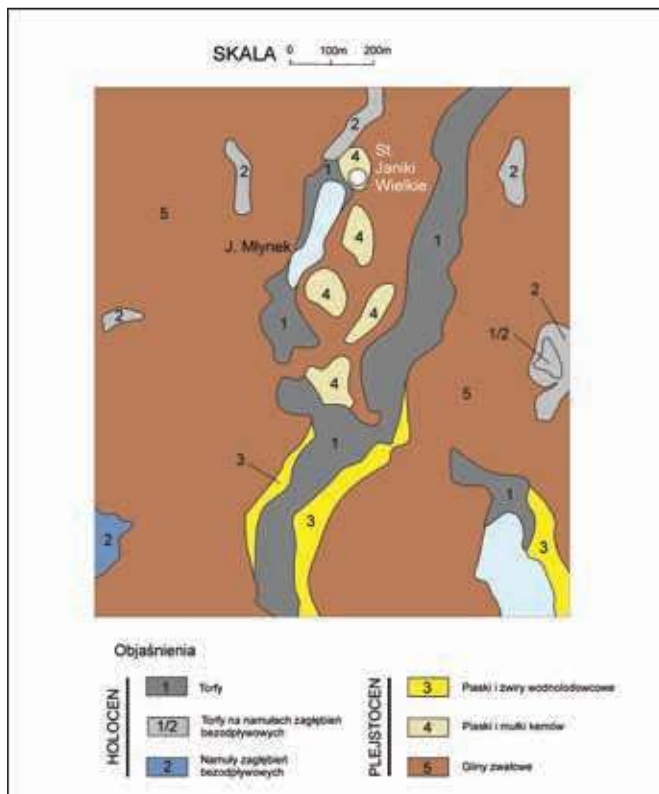 SKALA 0 100m 200m
2
4
St.
Janiki
Wielkie
1
2
2
5
1
4
J. Młynek
4
2
1/2
2
1
4
5
4
1
3
1
3
2
3
Objaśnienia
HOLOCEN
1 Torfy
1/2 Torfy na namułach zagłębień
bezodpływowych
2 Namuły zagłębień
bezodpływowych
PLEJSTOCEN
3 Piaski i żwiry wodnolodowcowe
4 Piaski i mułki kemów
5 Gliny zwałowe